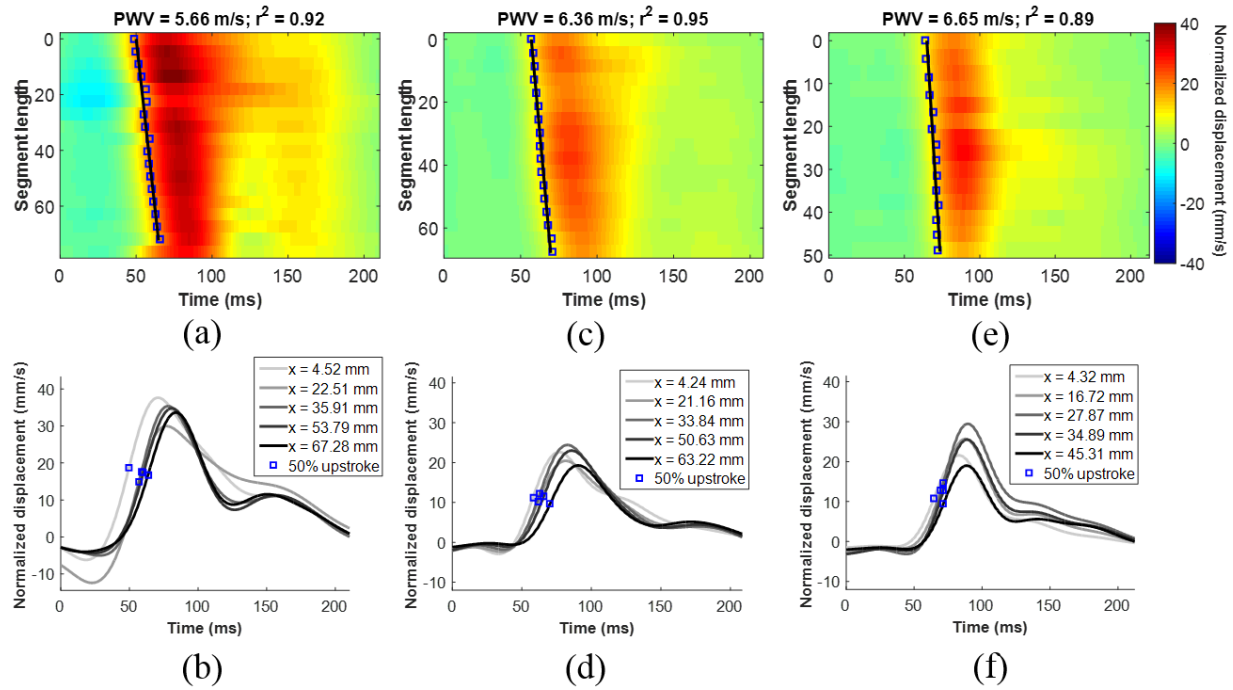 PWV = 5.66 m/s; r² = 0.92
PWV = 6.36 m/s; r² = 0.95
PWV = 6.65 m/s; r² = 0.89
Segment length
0
20
40
60
0
50
100
150
200
Time (ms)
(a)
Segment length
0
20
40
60
0
50
100
150
200
Time (ms)
(c)
Segment length
0
10
20
30
40
50
0
50
100
150
200
Time (ms)
(e)
40
20
0
-20
-40
Normalized displacement (mm/s)
Normalized displacement (mm/s)
40
30
20
10
0
-10
0
50
100
150
200
Time (ms)
x = 4.52 mm
x = 22.51 mm
x = 35.91 mm
x = 53.79 mm
x = 67.28 mm
50% upstroke
(b)
Normalized displacement (mm/s)
40
30
20
10
0
-10
0
50
100
150
200
Time (ms)
x = 4.24 mm
x = 21.16 mm
x = 33.84 mm
x = 50.63 mm
x = 63.22 mm
50% upstroke
(d)
Normalized displacement (mm/s)
40
30
20
10
0
-10
0
50
100
150
200
Time (ms)
x = 4.32 mm
x = 16.72 mm
x = 27.87 mm
x = 34.89 mm
x = 45.31 mm
50% upstroke
(f)